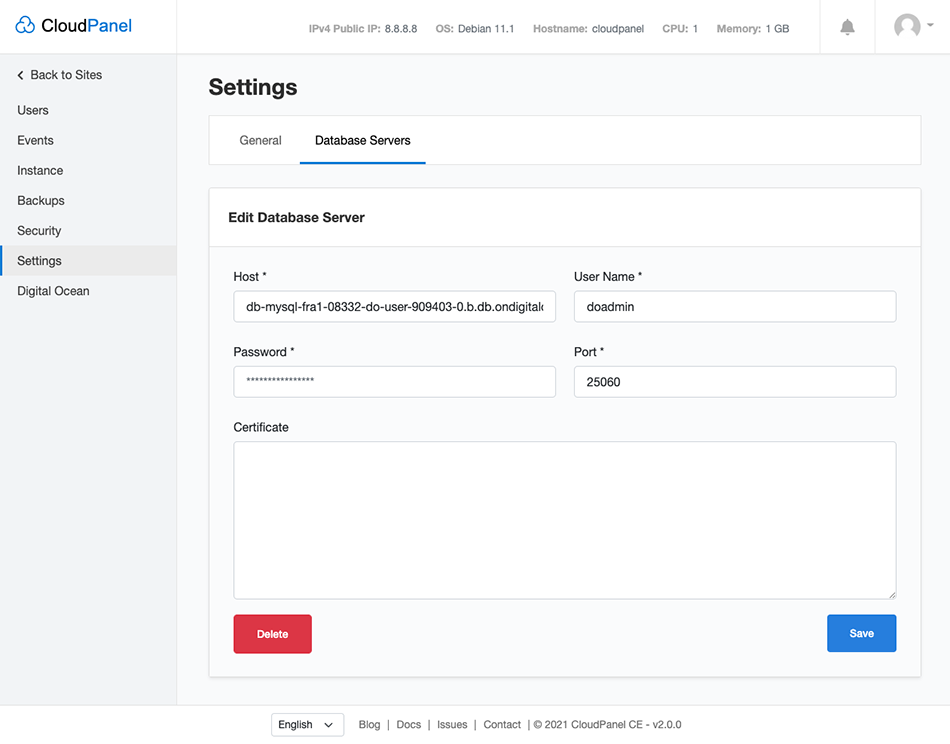 CloudPanel
IPv4 Public IP: 8.8.8.8 OS: Debian 11.1 Hostname: cloudpanel CPU: 1 Memory: 1 GB
Back to Sites
Users
Events
Instance
Backups
Security
Settings
Digital Ocean
Settings
General Database Servers
Edit Database Server
Host * User Name *
db-mysql-fra1-08332-do-user-909403-0.b.db.ondigital doadmin
Password * Port *
**************** 25060
Certificate
Delete Save
English Blog | Docs | Issues | Contact | © 2021 CloudPanel CE - v2.0.0